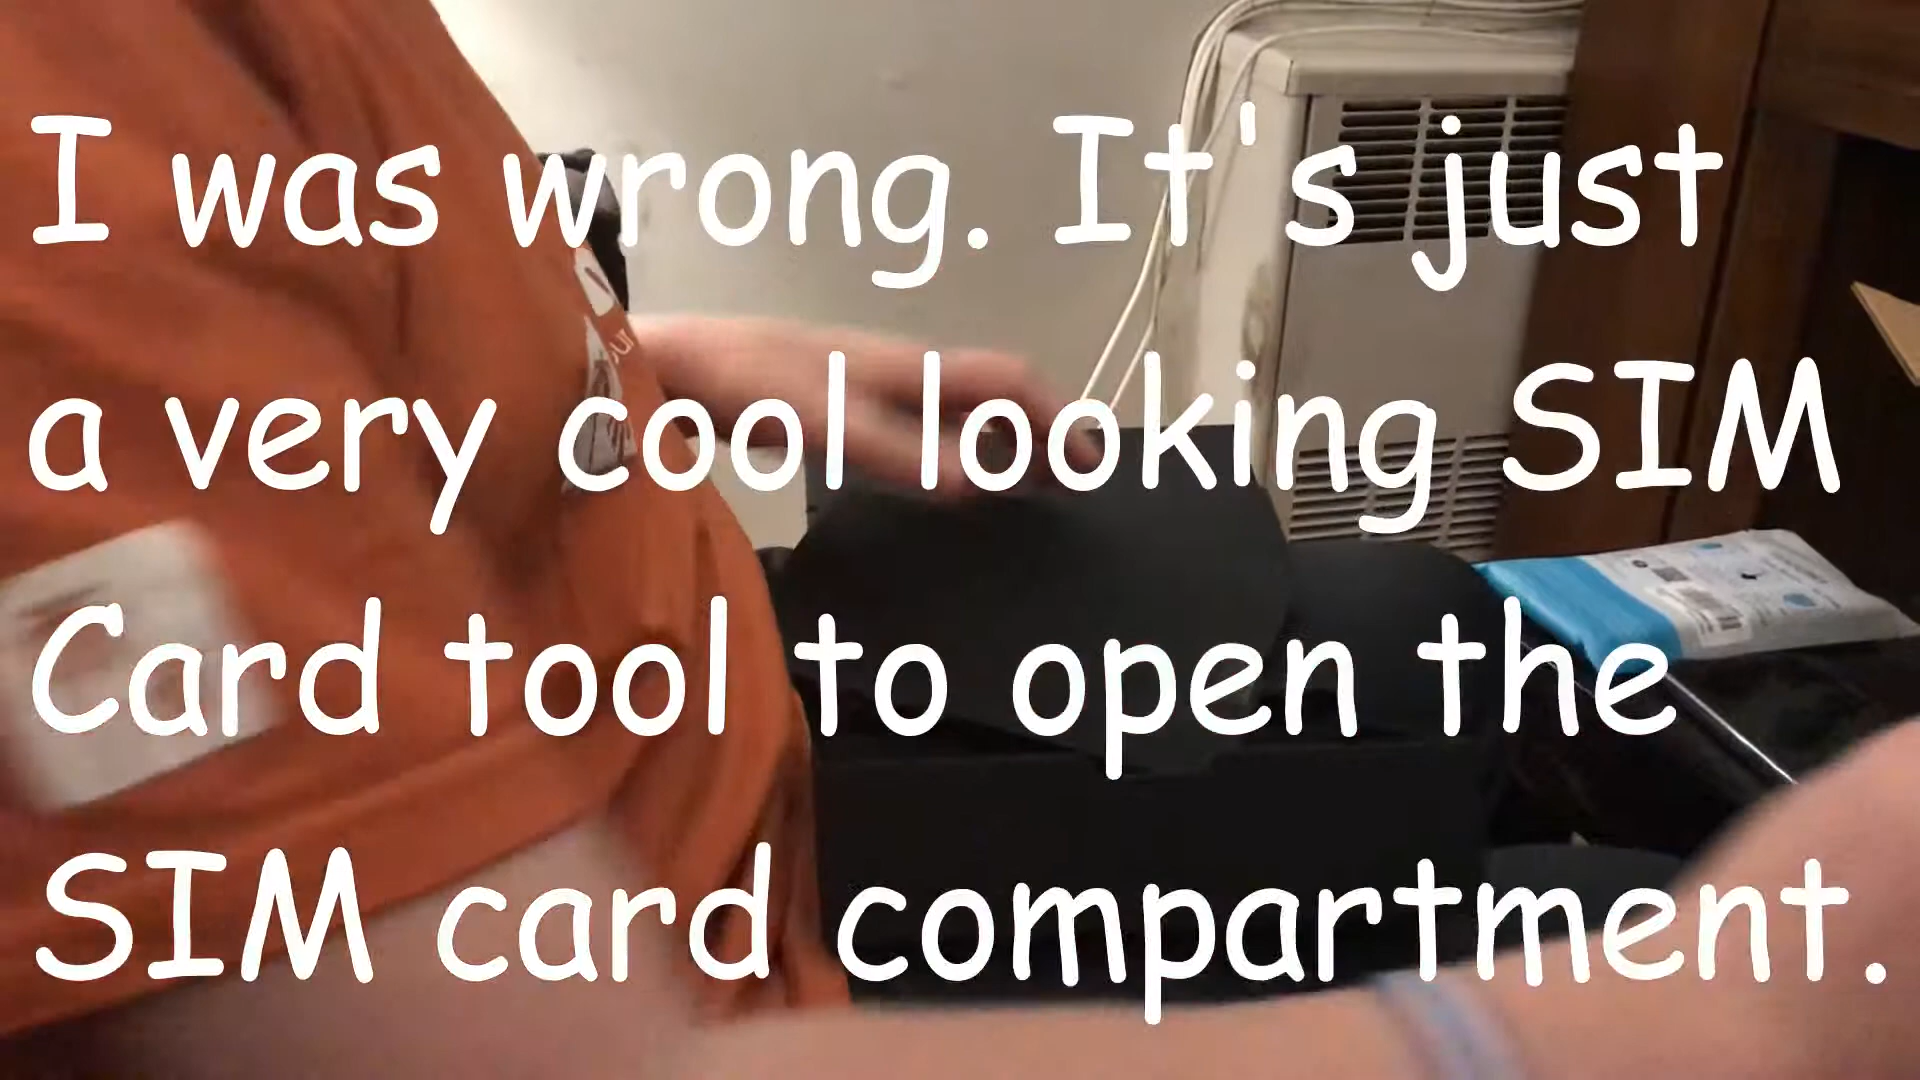 I was wrong. It's just
a very cool looking SIM
Card tool to open the
SIM card compartment.